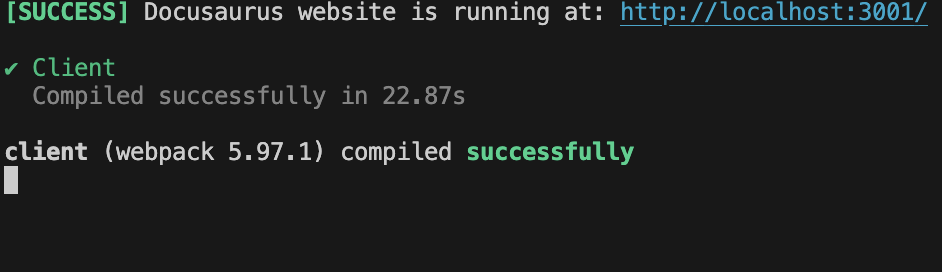 [SUCCESS] Docusaurus website is running at: http://localhost:3001/
✔ Client
Compiled successfully in 22.87s
client (webpack 5.97.1) compiled successfully